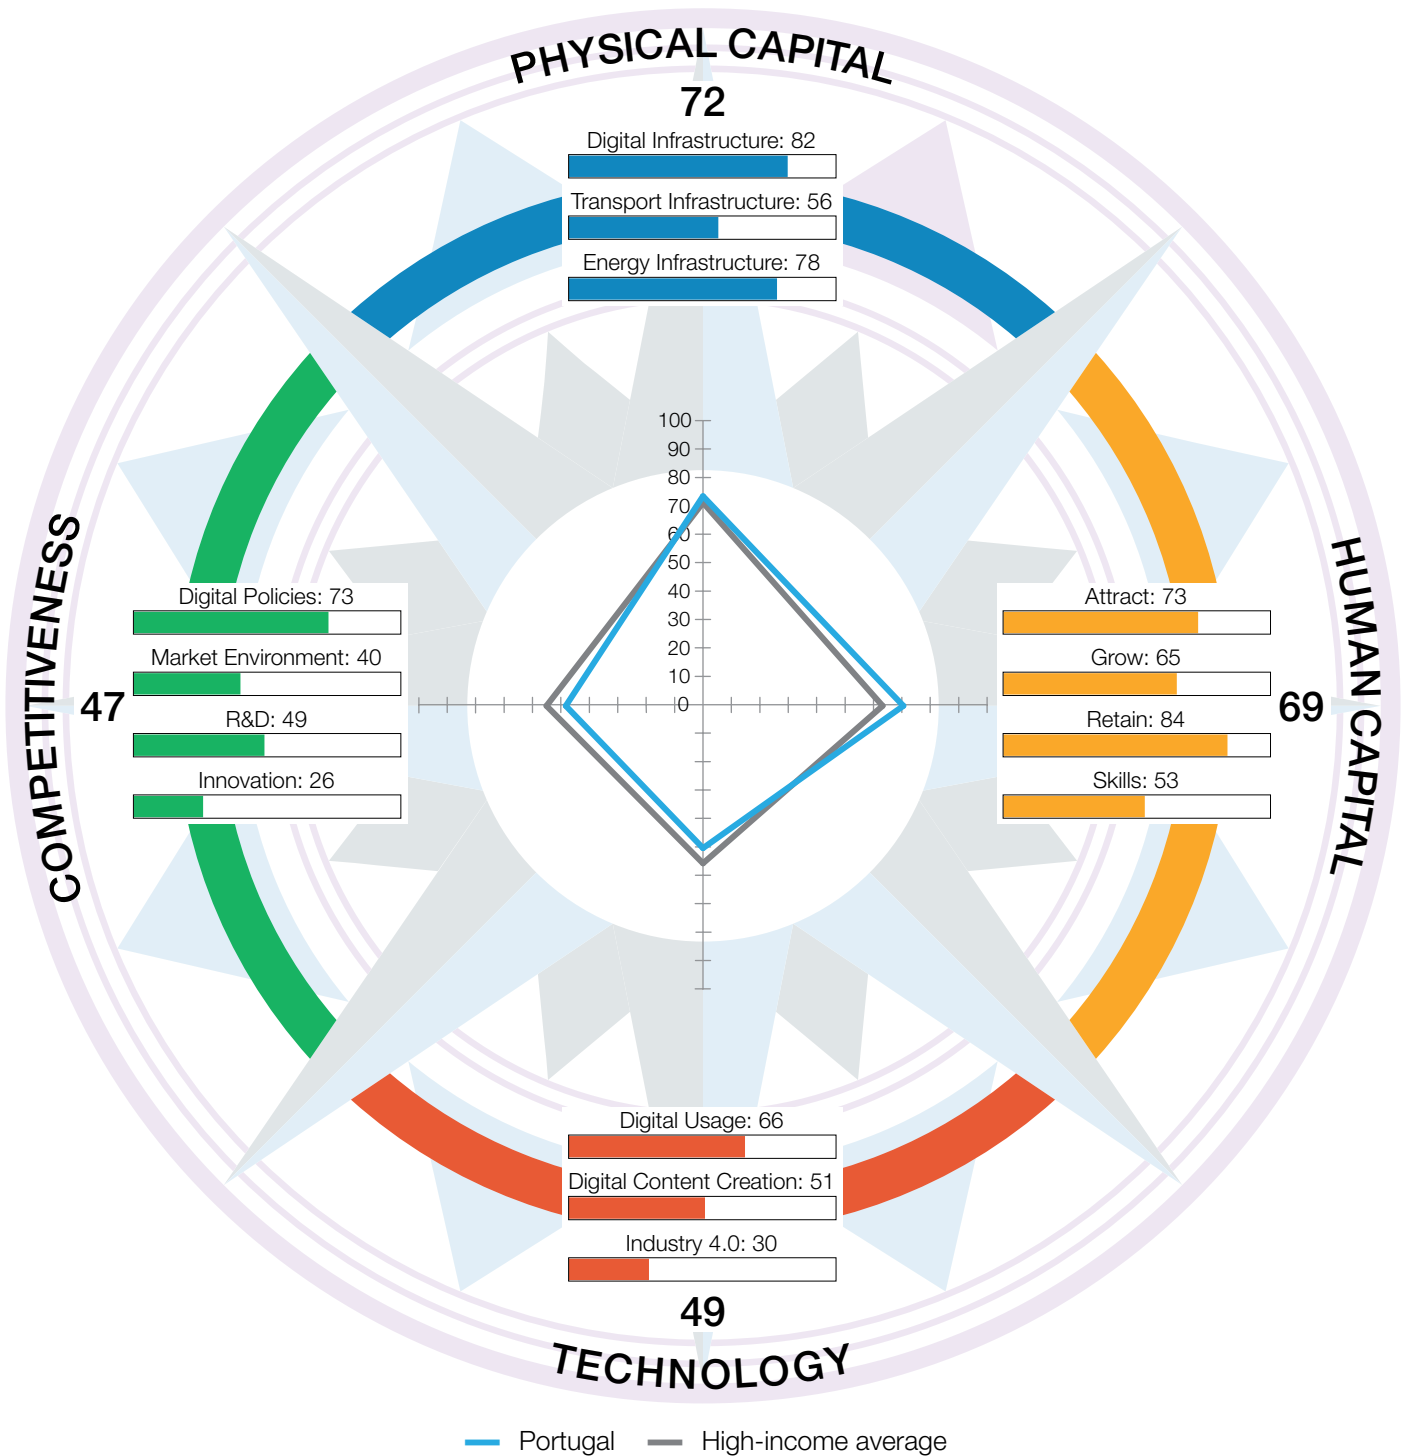 PHYSICAL CAPITAL
72
Digital Infrastructure: 82
Transport Infrastructure: 56
Energy Infrastructure: 78
100
90
80
70
60
50
40
30
20
10
0
COMPETITIVENESS
47
Digital Policies: 73
Market Environment: 40
R&D: 49
Innovation: 26
HUMAN CAPITAL
69
Attract: 73
Grow: 65
Retain: 84
Skills: 53
Digital Usage: 66
Digital Content Creation: 51
Industry 4.0: 30
49
TECHNOLOGY
Portugal
High-income average